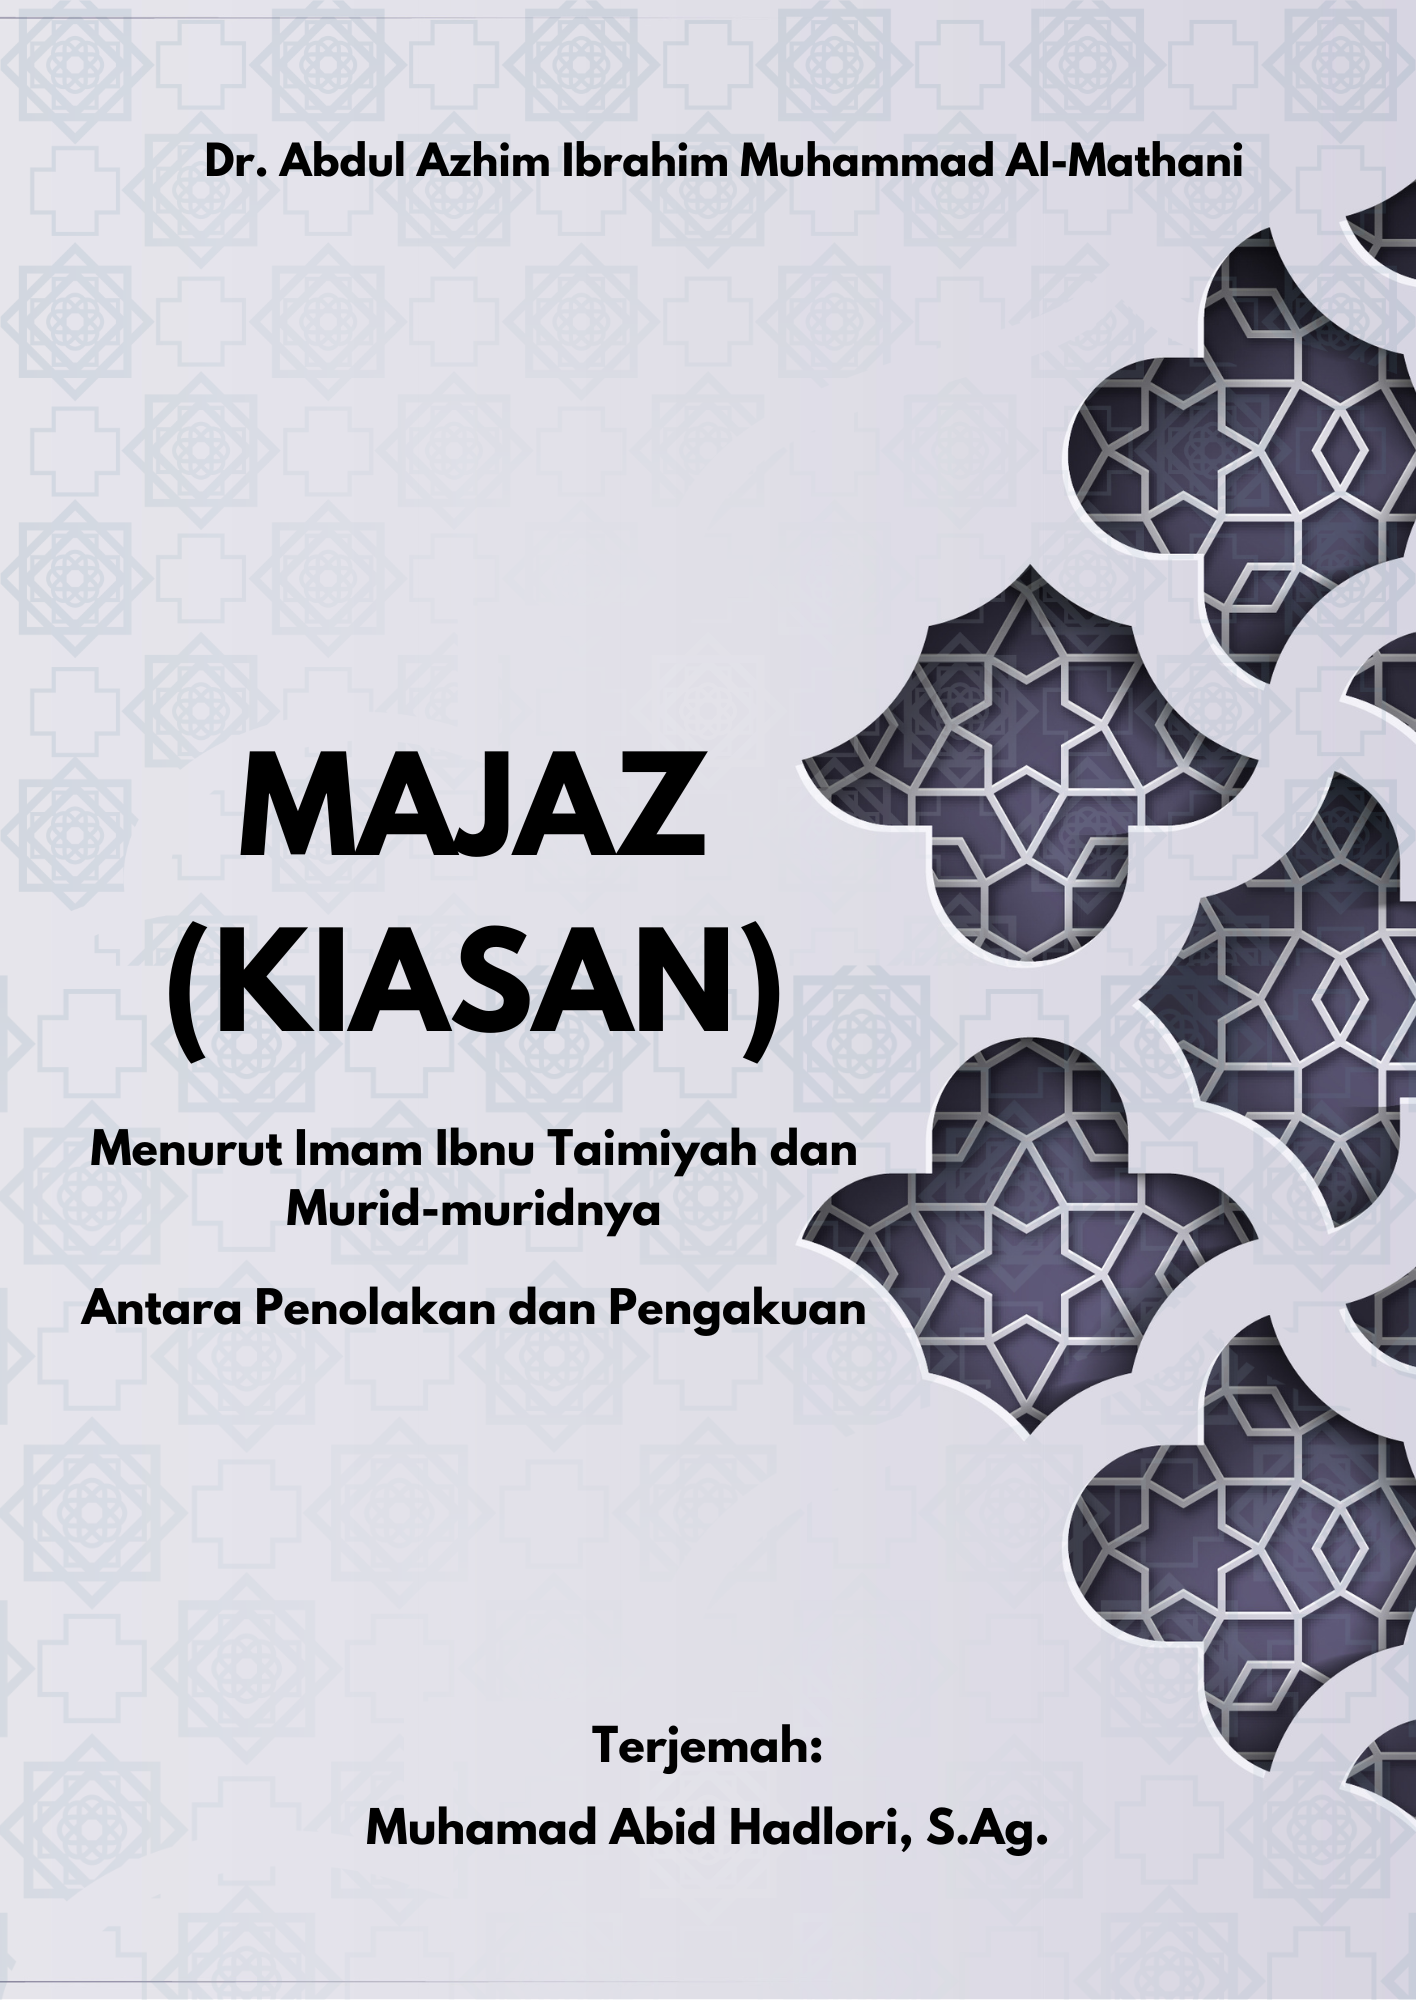 Dr. Abdul Azhim Ibrahim Muhammad Al-Mathani
MAJAZ
(KIASAN)
Menurut Imam Ibnu Taimiyah dan
Murid-muridnya
Antara Penolakan dan Pengakuan
Terjemah:
Muhamad Abid Hadlori, S.Ag.